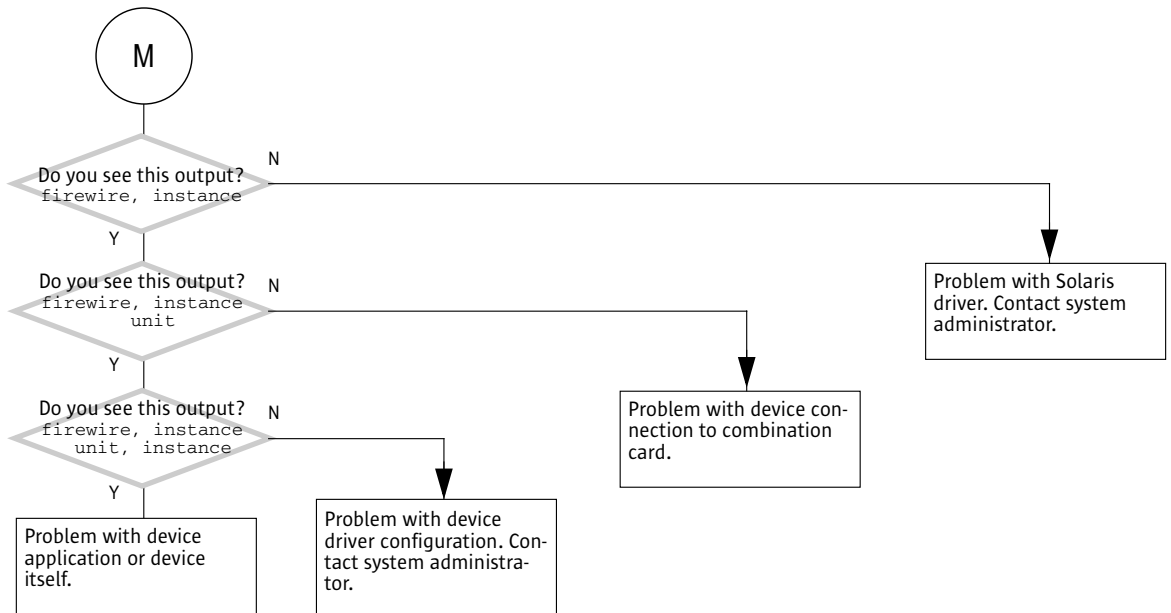 M
Do you see this output?
firewire, instance
N
Y
Do you see this output?
firewire, instance
unit
N
Y
Do you see this output?
firewire, instance
unit, instance
N
Y
Problem with Solaris
driver. Contact system
administrator.
Problem with device con-
nection to combination
card.
Problem with device
driver configuration. Con-
tact system administra-
tor.
Problem with device
application or device
itself.